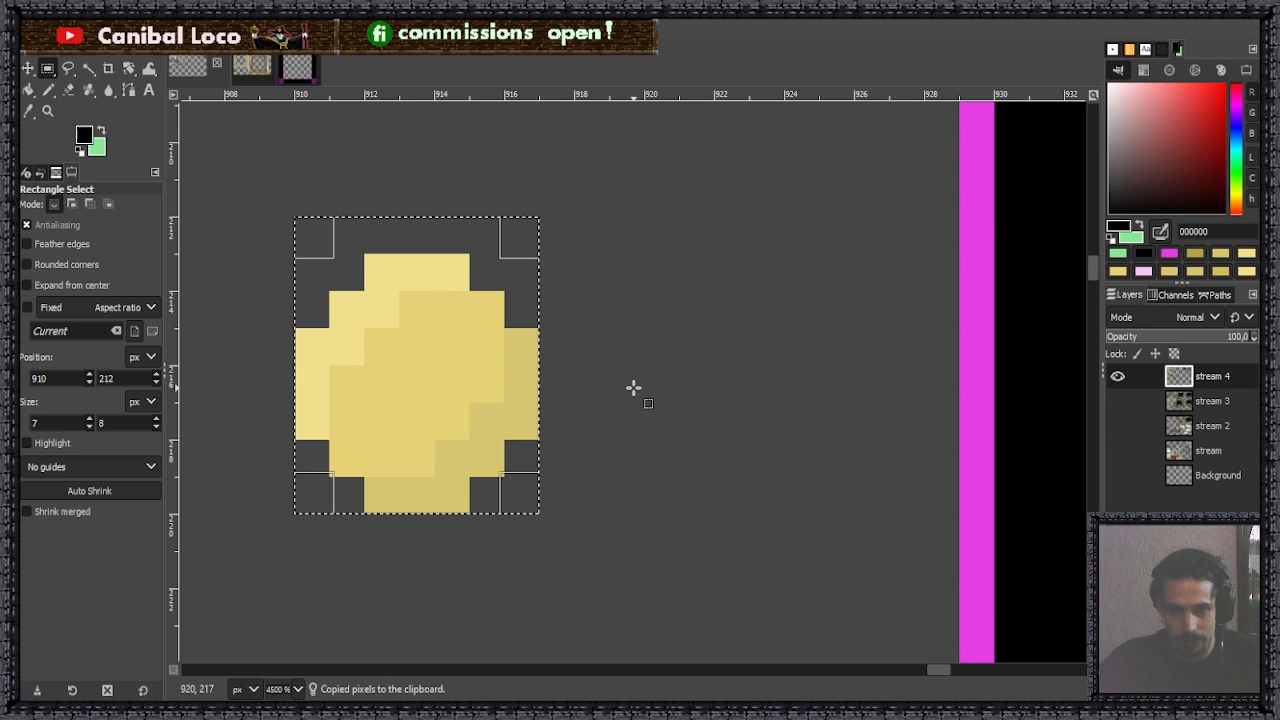 Canibal Loco
fi commissions open!
908 910 912 914 916 918 920 922 924 926 928 930 932
Rectangle Select
Mode:
Antialiasing
Feather edges
Rounded corners
Expand from center
Fixed Aspect ratio
Current
Position: px
910 212
Size: px
7 8
Highlight
No guides
Auto Shrink
Shrink merged
920, 217 px 4500 % Copied pixels to the clipboard.
Aa
R
G
B
L
C
h
000000
Layers Channels Paths
Mode Normal
Opacity 100,0
Lock:
stream 4
stream 3
stream 2
stream
Background